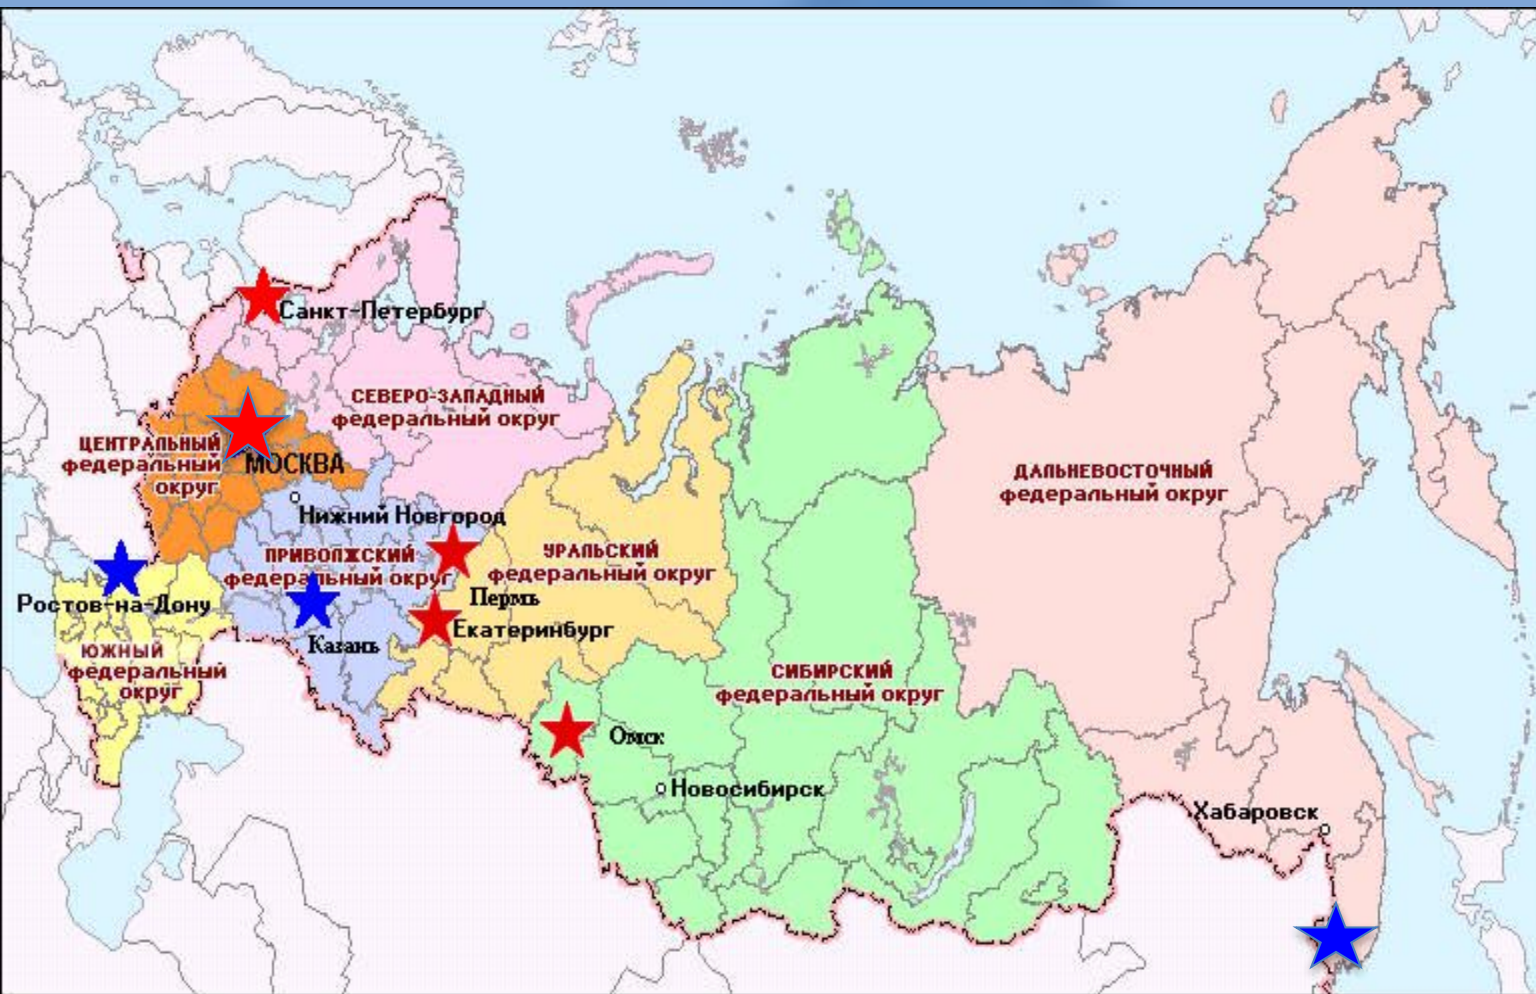 Санкт-Петербург
СЕВЕРО-ЗАПАДНЫЙ
федеральный округ
ЦЕНТРАЛЬНЫЙ
федеральный
округ
МОСКВА
ДАЛЬНЕВОСТОЧНЫЙ
федеральный округ
Нижний Новгород
ПРИВОЛЖСКИЙ
федеральный округ
УРАЛЬСКИЙ
федеральный округ
Ростов-на-Дону
Пермь
Екатеринбург
Казань
ЮЖНЫЙ
федеральный
округ
СИБИРСКИЙ
федеральный округ
Омск
Новосибирск
Хабаровск